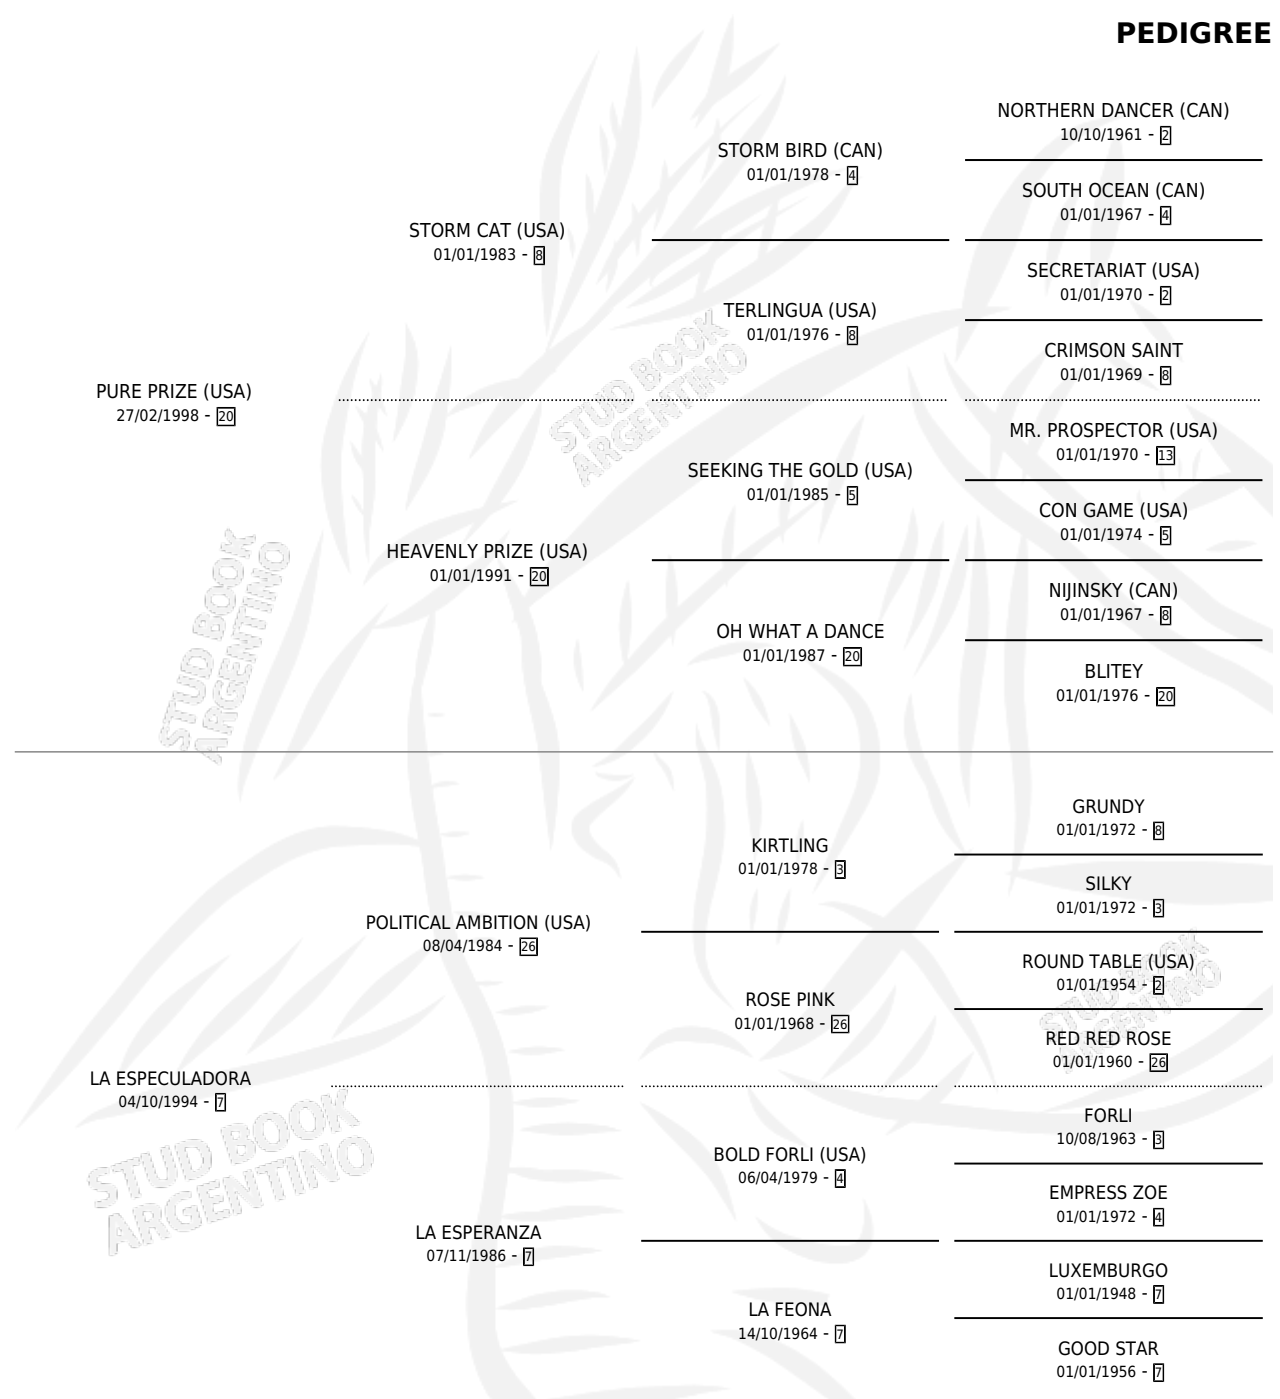 PEDIGREE
NORTHERN DANCER (CAN)
10/10/1961 - 2
STORM BIRD (CAN)
01/01/1978 - 4
SOUTH OCEAN (CAN)
01/01/1967 - 4
STORM CAT (USA)
01/01/1983 - 8
SECRETARIAT (USA)
01/01/1970 - 2
TERLINGUA (USA)
01/01/1976 - 8
CRIMSON SAINT
01/01/1969 - 8
PURE PRIZE (USA)
27/02/1998 - 20
MR. PROSPECTOR (USA)
01/01/1970 - 13
SEEKING THE GOLD (USA)
01/01/1985 - 5
CON GAME (USA)
01/01/1974 - 5
HEAVENLY PRIZE (USA)
01/01/1991 - 20
NIJINSKY (CAN)
01/01/1967 - 8
OH WHAT A DANCE
01/01/1987 - 20
BLITEY
01/01/1976 - 20
GRUNDY
01/01/1972 - 8
KIRTLING
01/01/1978 - 3
SILKY
01/01/1972 - 3
POLITICAL AMBITION (USA)
08/04/1984 - 26
ROUND TABLE (USA)
01/01/1954 - 2
ROSE PINK
01/01/1968 - 26
RED RED ROSE
01/01/1960 - 26
LA ESPECULADORA
04/10/1994 - 7
FORLI
10/08/1963 - 3
BOLD FORLI (USA)
06/04/1979 - 4
EMPRESS ZOE
01/01/1972 - 4
LA ESPERANZA
07/11/1986 - 7
LUXEMBURGO
01/01/1948 - 7
LA FEONA
14/10/1964 - 7
GOOD STAR
01/01/1956 - 7
STUD BOOK
ARGENTINO
STUD BOOK
ARGENTINO
STUD BOOK
ARGENTINO
STUD BOOK
ARGENTINO